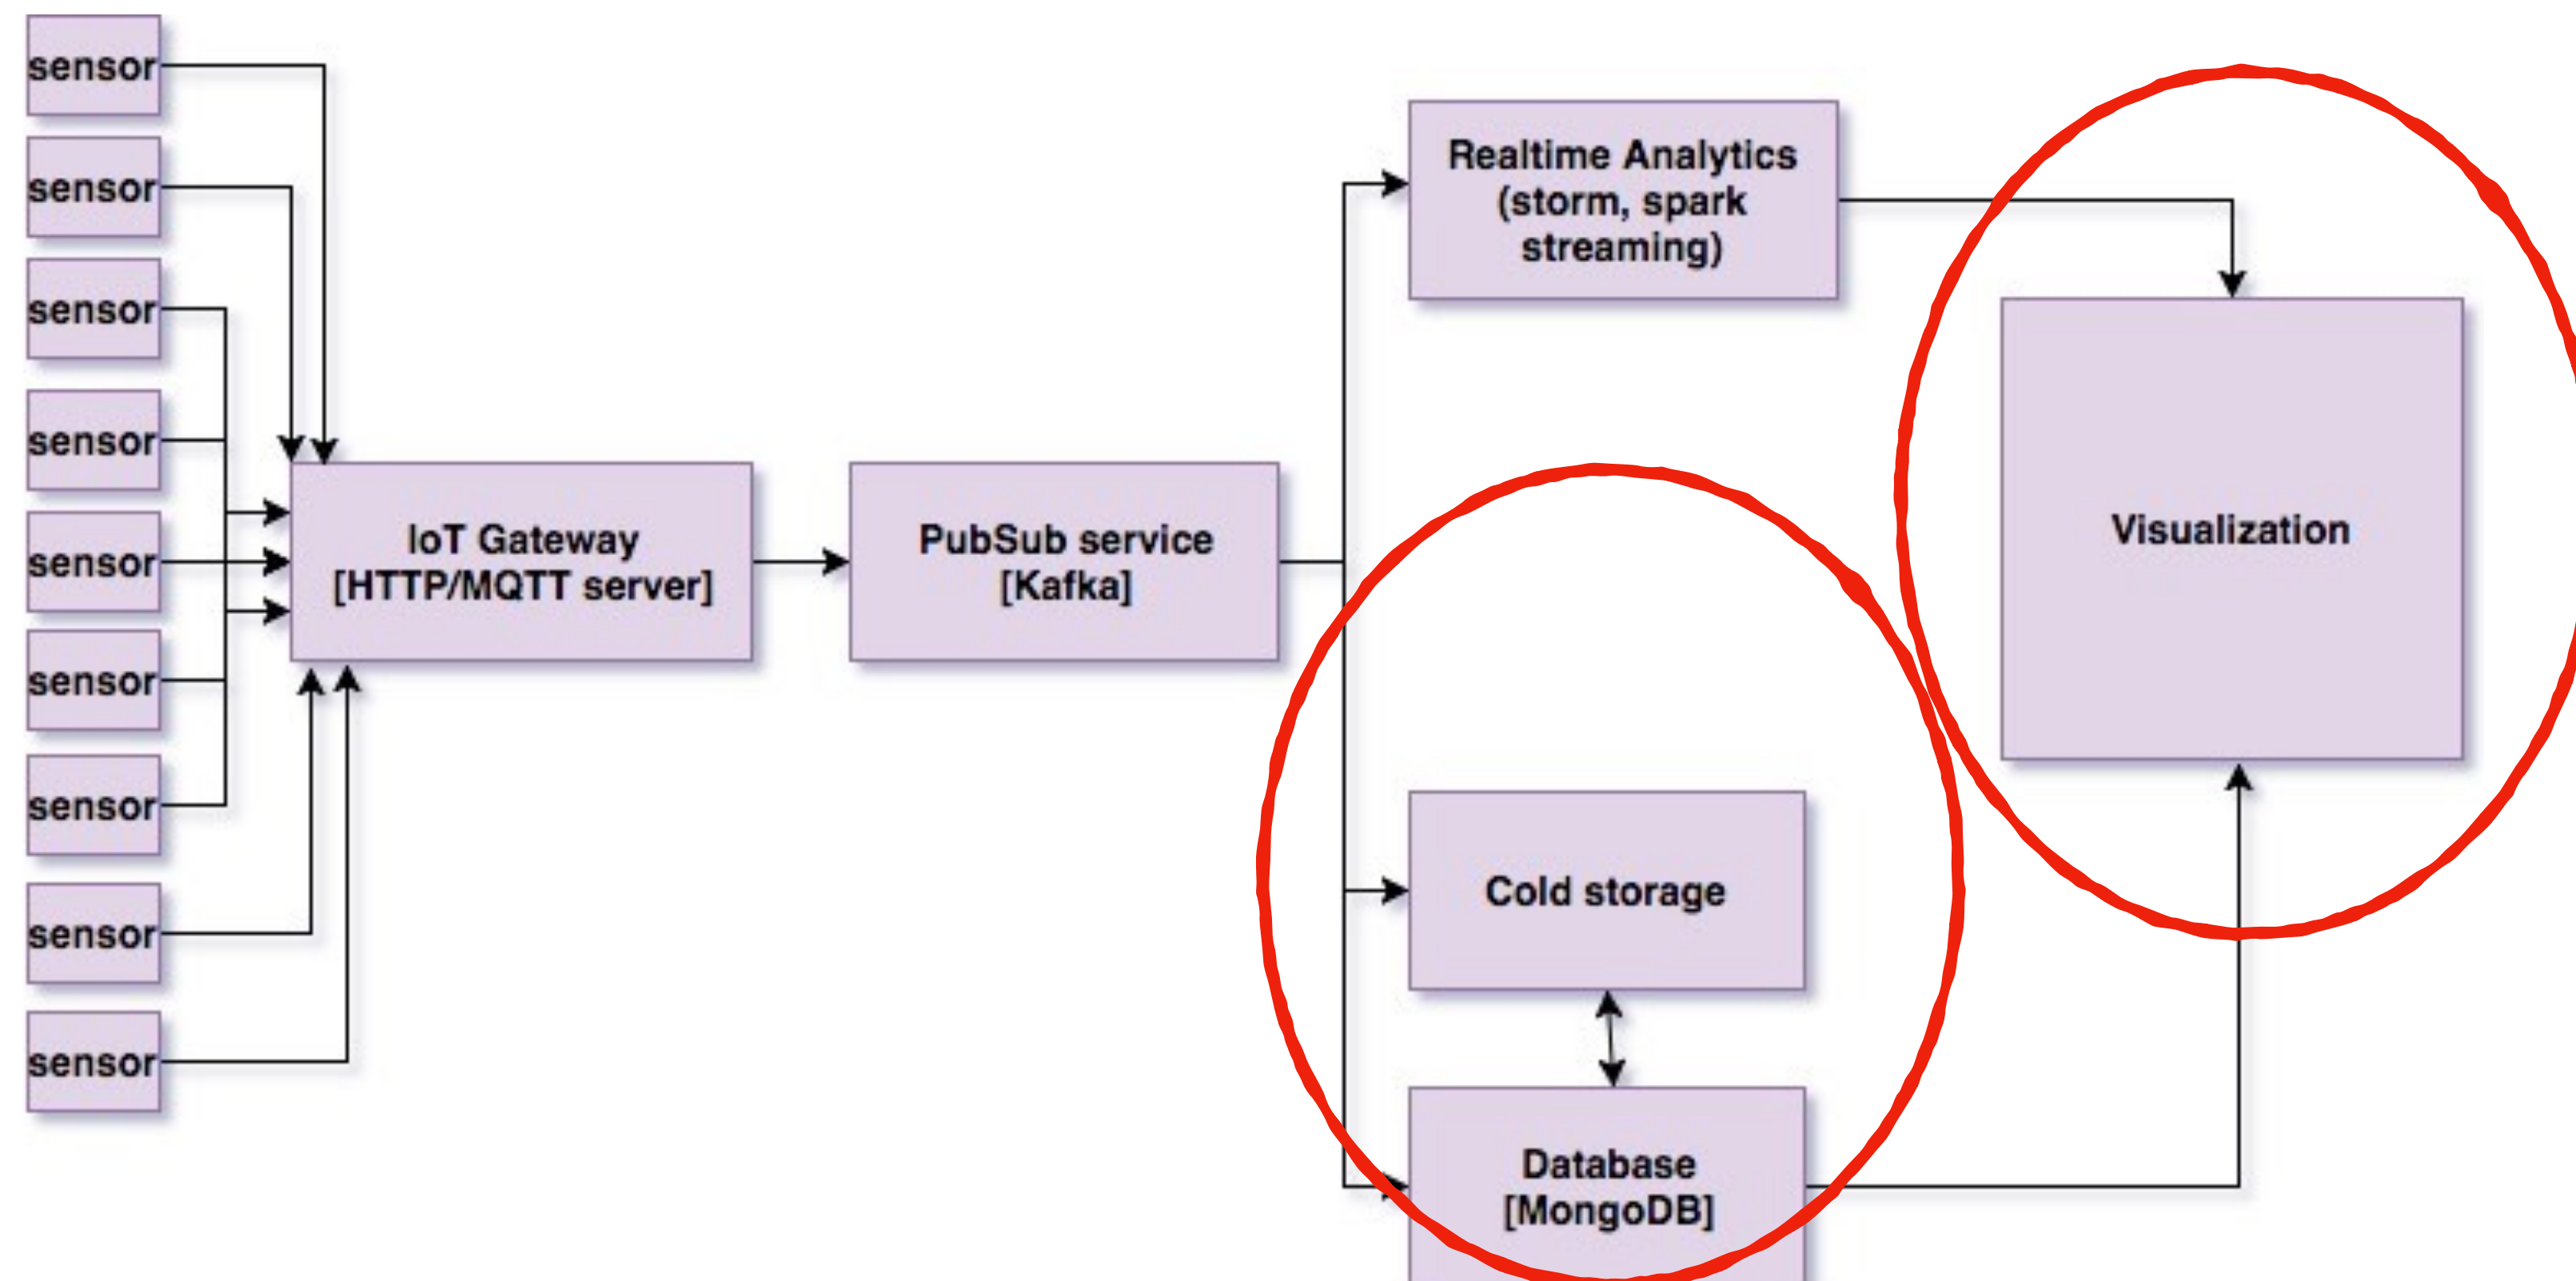 sensor
sensor
sensor
sensor
sensor
sensor
sensor
sensor
sensor
IoT Gateway
[HTTP/MQTT server]
PubSub service
[Kafka]
Realtime Analytics
(storm, spark
streaming)
Visualization
Cold storage
Database
[MongoDB]